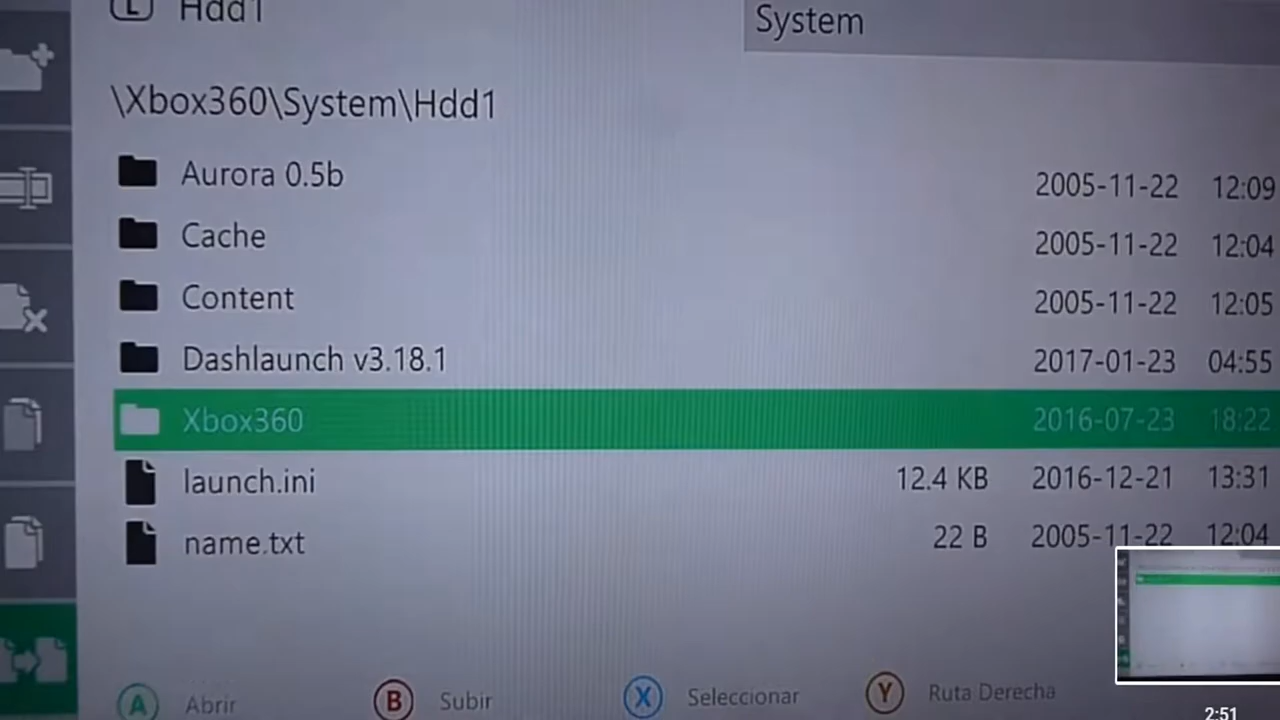 L Hdd1
System
\Xbox360\System\Hdd1
Aurora 0.5b 2005-11-22 12:09
Cache 2005-11-22 12:04
Content 2005-11-22 12:05
Dashlaunch v3.18.1 2017-01-23 04:55
Xbox360 2016-07-23 18:22
launch.ini 12.4 KB 2016-12-21 13:31
name.txt 22 B 2005-11-22 12:04
A Abrir B Subir X Seleccionar Y Ruta Derecha
2:51